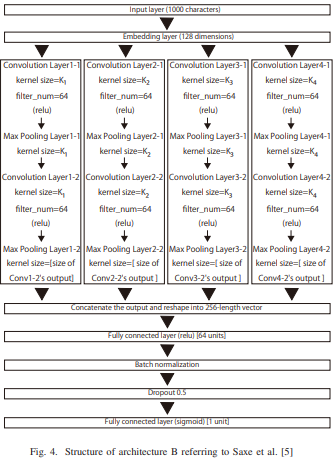 Input layer (1000 characters)
Embedding layer (128 dimensions)
Convolution Layer1-1
kernel size=K1
filter_num=64
(relu)
Max Pooling Layer1-1
kernel size=K1
Convolution Layer1-2
kernel size=K1
filter_num=64
(relu)
Max Pooling Layer1-2
kernel size=[size of
Conv1-2's output]
Convolution Layer2-1
kernel size=K2
filter_num=64
(relu)
Max Pooling Layer2-1
kernel size=K2
Convolution Layer2-2
kernel size=K2
filter_num=64
(relu)
Max Pooling Layer2-2
kernel size=[ size of
Conv2-2's output ]
Convolution Layer3-1
kernel size=K3
filter_num=64
(relu)
Max Pooling Layer3-1
kernel size=K3
Convolution Layer3-2
kernel size=K3
filter_num=64
(relu)
Max Pooling Layer3-2
kernel size=[ size of
Conv3-2's output ]
Convolution Layer4-1
kernel size=K4
filter_num=64
(relu)
Max Pooling Layer4-1
kernel size=K4
Convolution Layer4-2
kernel size=K4
filter_num=64
(relu)
Max Pooling Layer4-2
kernel size=[ size of
Conv4-2's output ]
Concatenate the output and reshape into 256-length vector
Fully connected layer (relu) [64 units]
Batch normalization
Dropout 0.5
Fully connected layer (sigmoid) [1 unit]
Fig. 4. Structure of architecture B referring to Saxe et al. [5]